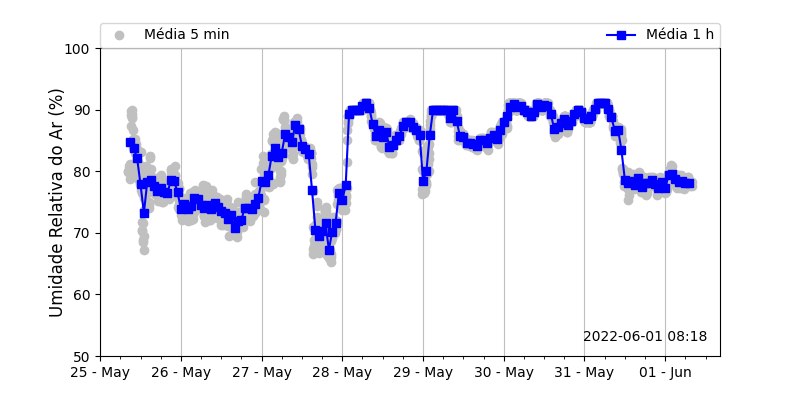 Média 5 min Média 1 h
Umidade Relativa do Ar (%)
100
90
80
70
60
50
2022-06-01 08:18
25 - May 26 - May 27 - May 28 - May 29 - May 30 - May 31 - May 01 - Jun